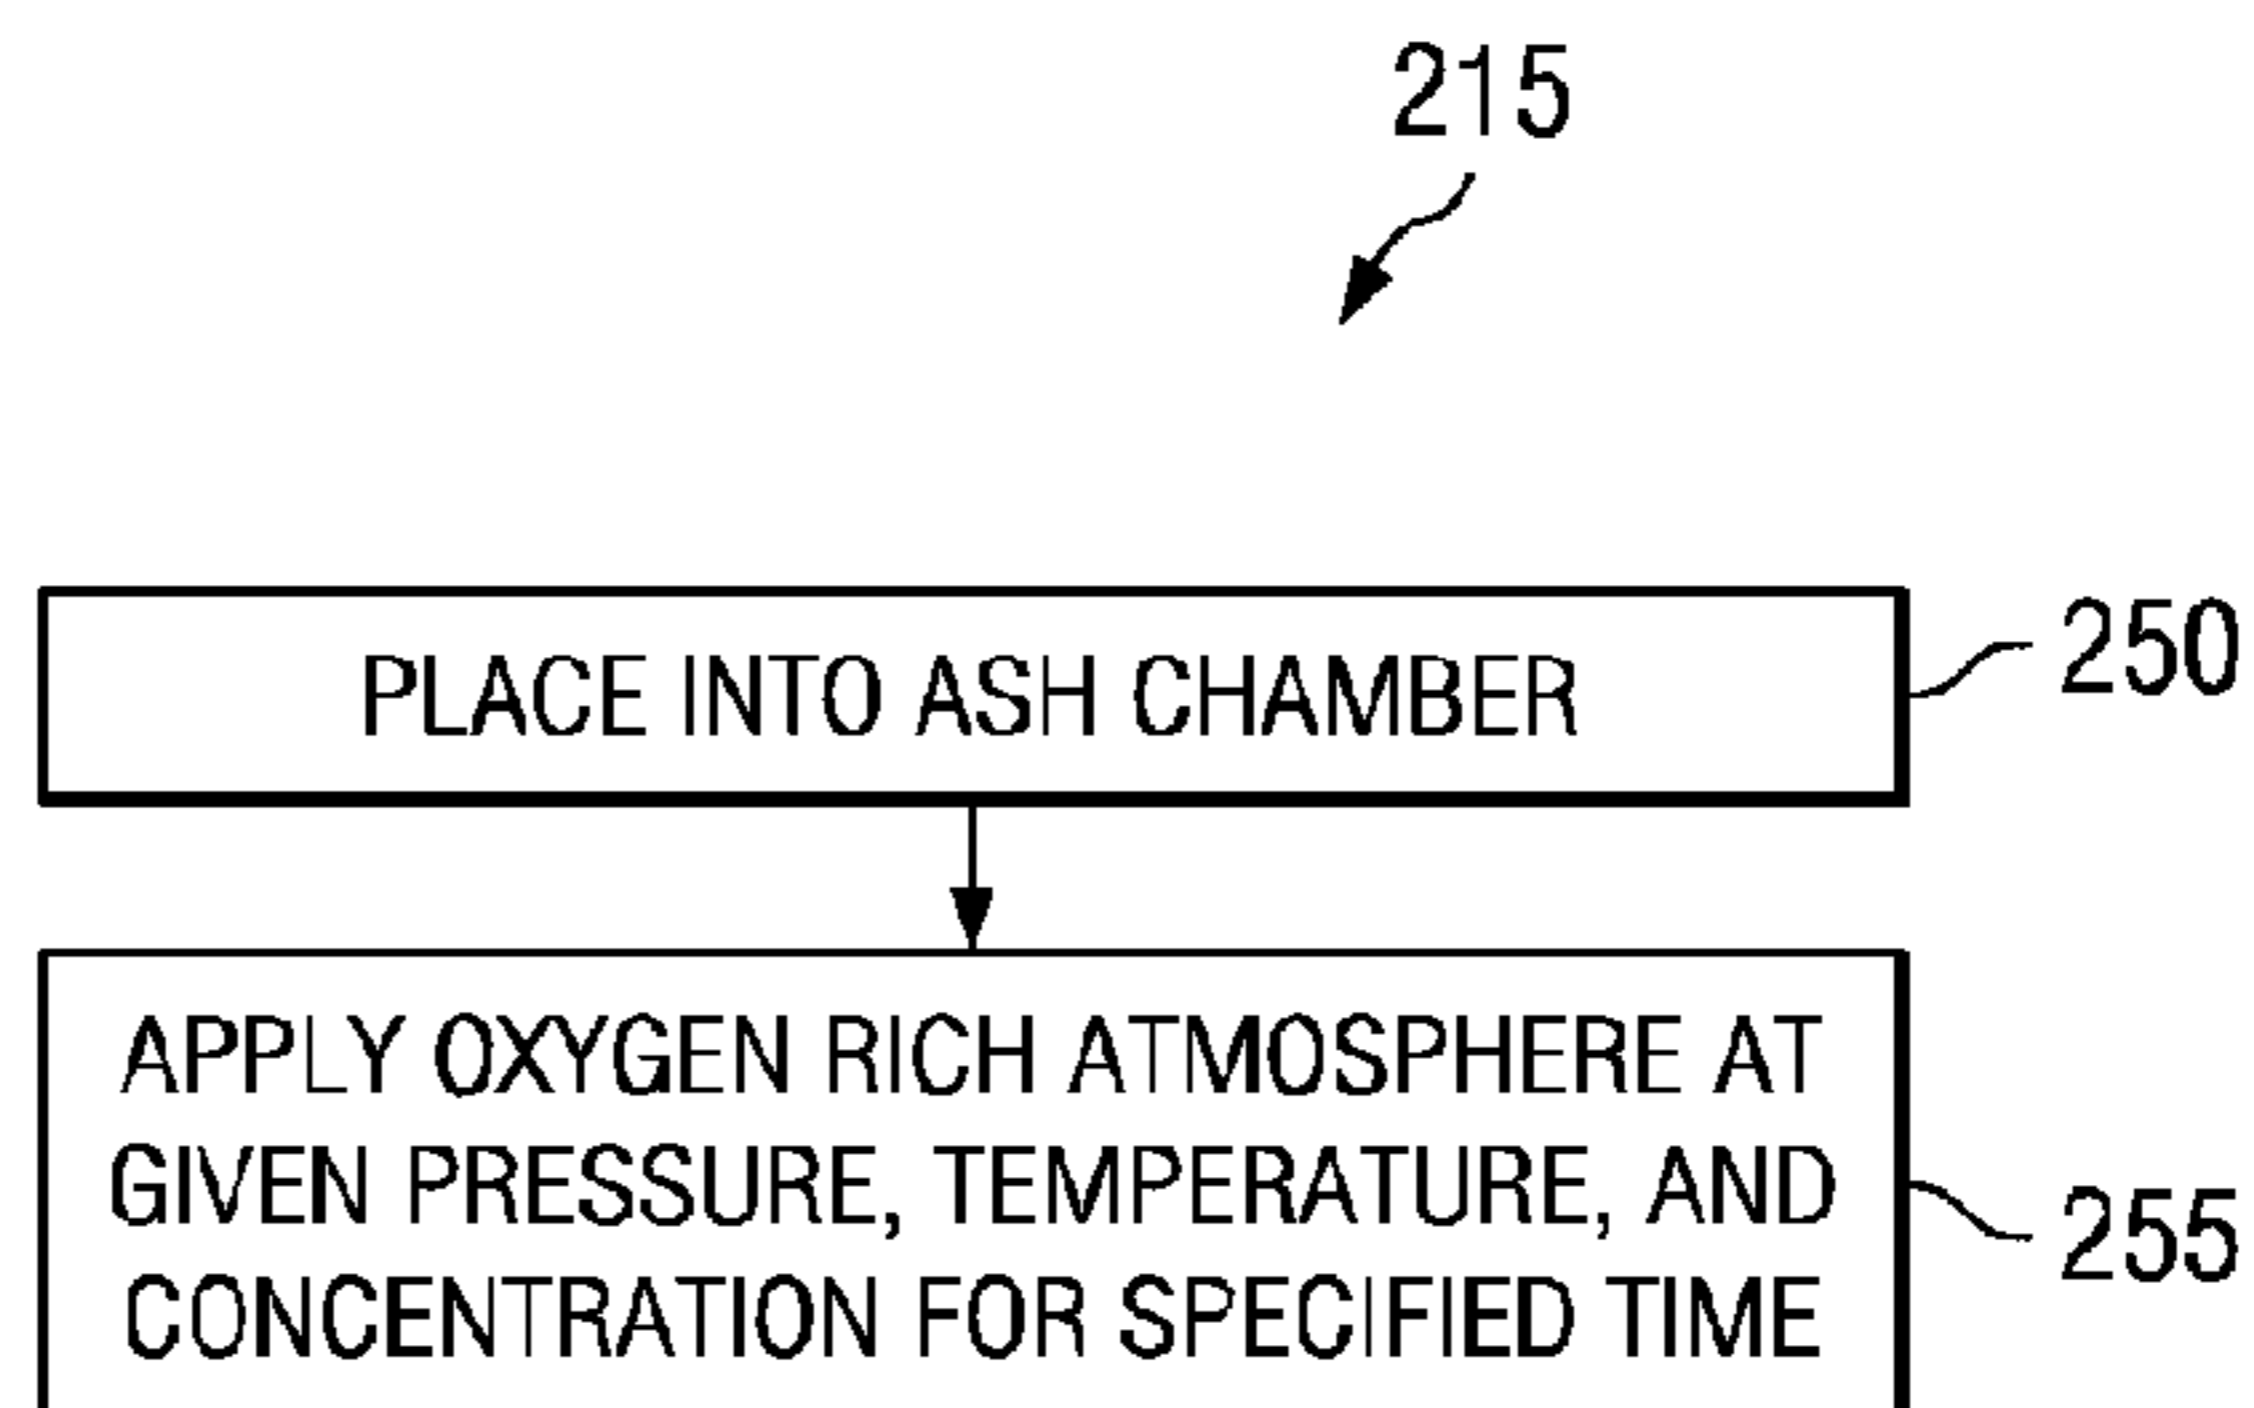 215
PLACE INTO ASH CHAMBER
250
APPLY OXYGEN RICH ATMOSPHERE AT
GIVEN PRESSURE, TEMPERATURE, AND
CONCENTRATION FOR SPECIFIED TIME
255